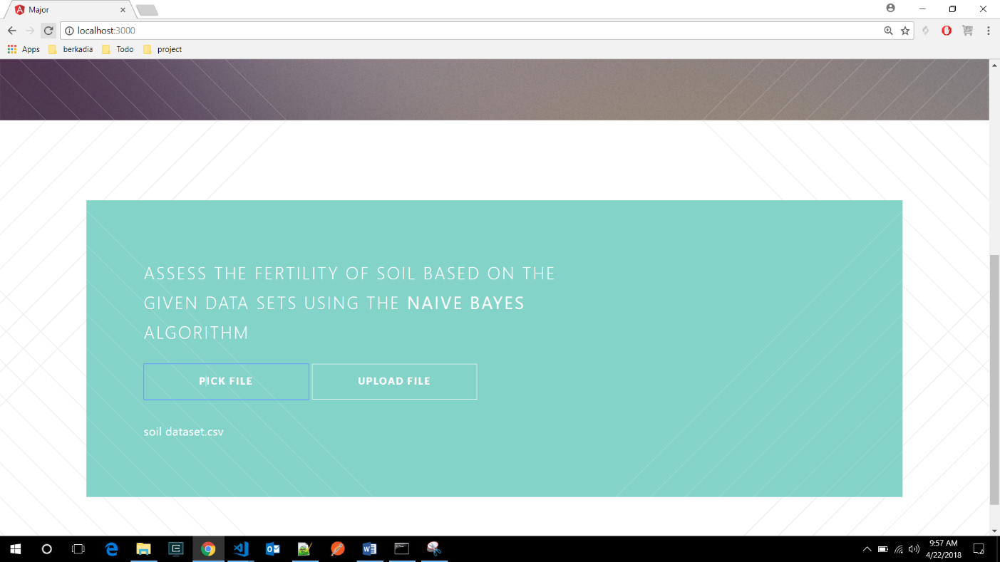 Major
localhost:3000
Apps berkadia Todo project
ASSESS THE FERTILITY OF SOIL BASED ON THE
GIVEN DATA SETS USING THE NAIVE BAYES
ALGORITHM
PICK FILE UPLOAD FILE
soil dataset.csv
9:57 AM
4/22/2018